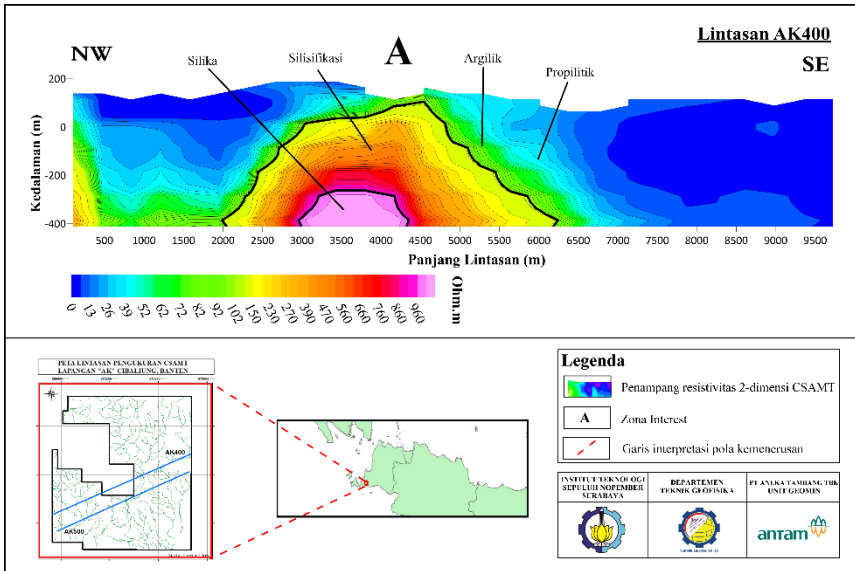 Lintasan AK400
NW
A
SE
Silika
Silisifikasi
Argilik
Propilitik
Kedalaman (m)
200
0
-200
-400
500 1000 1500 2000 2500 3000 3500 4000 4500 5000 5500 6000 6500 7000 7500 8000 8500 9000 9500
Panjang Lintasan (m)
0 13 26 39 52 62 72 82 92 102 150 230 270 390 470 560 660 760 860 960
Ohm.m
PETA LINTASAN PENGUKURAN CSAMT
LAPANGAN "AK" CIBALIUNG, BANTEN
AK400
AK500
Legenda
Penampang resistivitas 2-dimensi CSAMT
A
Zona Interest
Garis interpretasi pola kemenerusan
INSTITUT TEKNOLOGI
SEPULUH NOPEMBER
SURABAYA
DEPARTEMEN
TEKNIK GEOFISIKA
PT ANEKA TAMBANG TBK
UNIT GEOMIN
antam